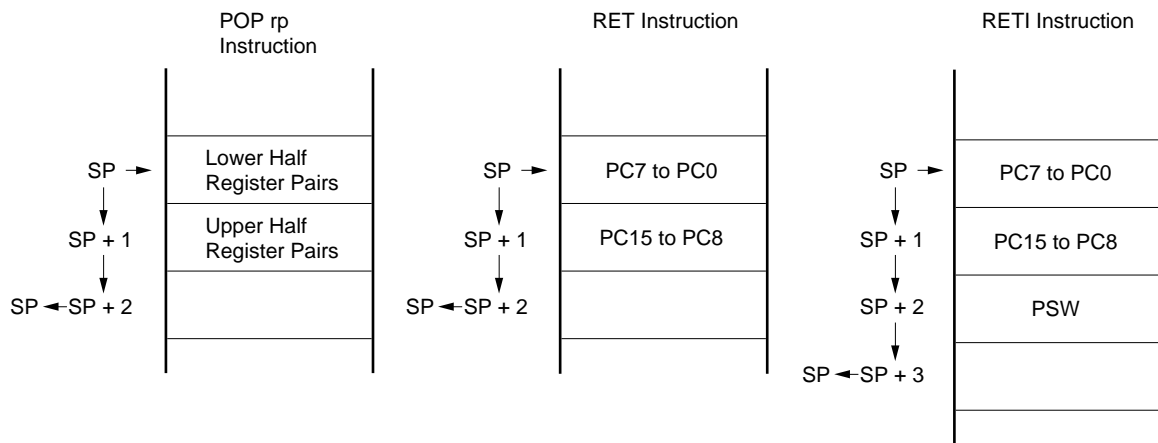 POP rp
Instruction
SP
Lower Half
Register Pairs
SP + 1
Upper Half
Register Pairs
SP
SP + 2
RET Instruction
SP
PC7 to PC0
SP + 1
PC15 to PC8
SP
SP + 2
RETI Instruction
SP
PC7 to PC0
SP + 1
PC15 to PC8
SP + 2
PSW
SP
SP + 3